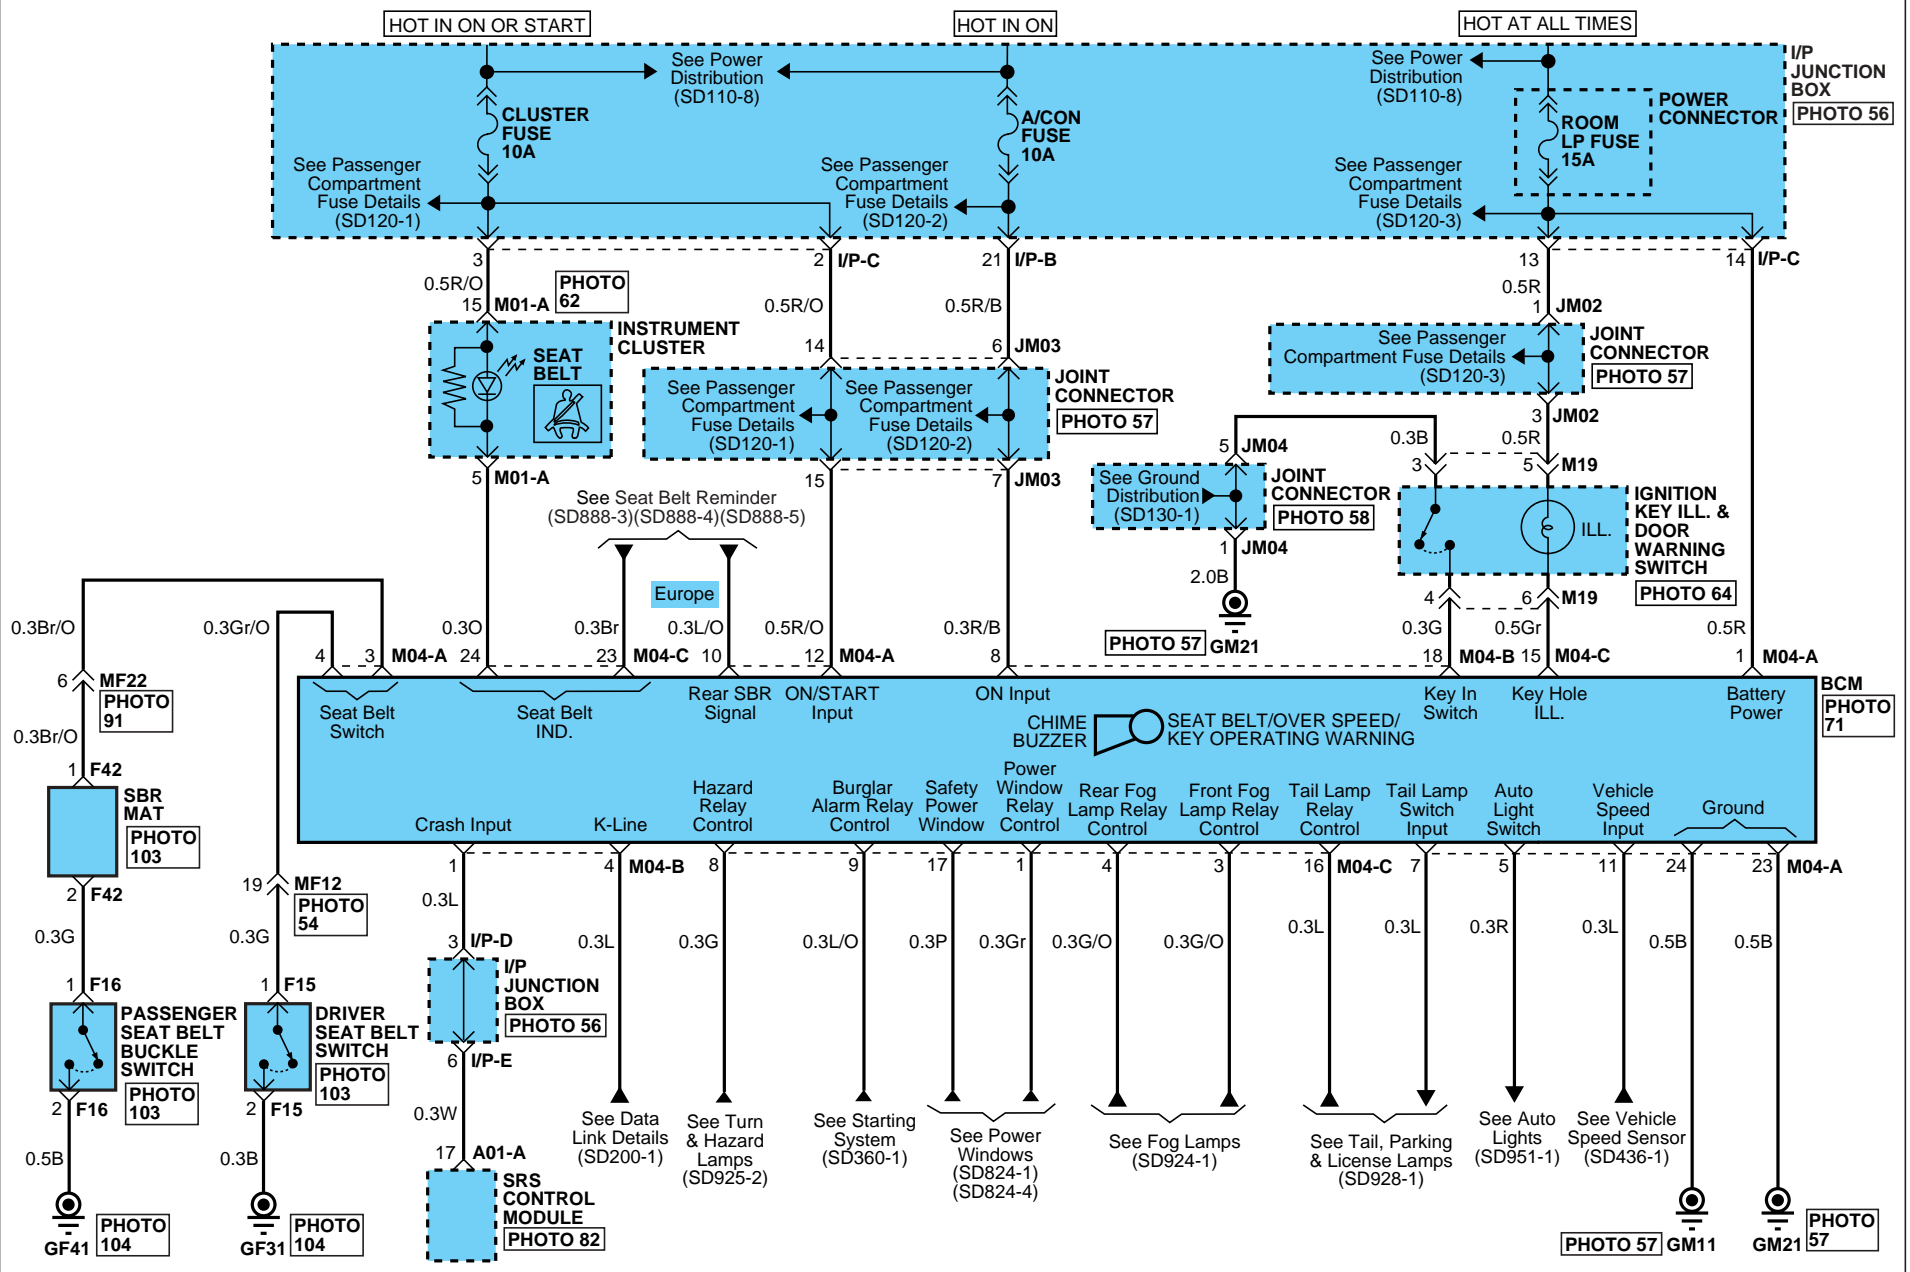 HOT IN ON OR START
HOT IN ON
HOT AT ALL TIMES
See Power
Distribution
(SD110-8)
See Power
Distribution
(SD110-8)
I/P
JUNCTION
BOX
PHOTO 56
CLUSTER
FUSE
10A
A/CON
FUSE
10A
ROOM
LP FUSE
15A
POWER
CONNECTOR
See Passenger
Compartment
Fuse Details
(SD120-1)
See Passenger
Compartment
Fuse Details
(SD120-2)
See Passenger
Compartment
Fuse Details
(SD120-3)
3
2 I/P-C
21 I/P-B
13
14 I/P-C
0.5R/O
PHOTO
62
15 M01-A
0.5R/O
0.5R/B
0.5R
1 JM02
INSTRUMENT
CLUSTER
SEAT
BELT
14
6 JM03
See Passenger
Compartment
Fuse Details
(SD120-1)
See Passenger
Compartment
Fuse Details
(SD120-2)
JOINT
CONNECTOR
PHOTO 57
See Passenger
Compartment Fuse Details
(SD120-3)
JOINT
CONNECTOR
PHOTO 57
3 JM02
5 M01-A
15
7 JM03
5 JM04
0.3B
0.5R
3
5 M19
See Ground
Distribution
(SD130-1)
JOINT
CONNECTOR
PHOTO 58
1 JM04
2.0B
PHOTO 57
GM21
ILL.
IGNITION
KEY ILL. &
DOOR
WARNING
SWITCH
PHOTO 64
4
6 M19
See Seat Belt Reminder
(SD888-3)(SD888-4)(SD888-5)
Europe
0.3Br/O
0.3Gr/O
0.3O
0.3Br
0.3L/O
0.5R/O
0.3R/B
0.3G
0.5Gr
0.5R
4
3 M04-A
24
23 M04-C
10
12 M04-A
8
18 M04-B
15 M04-C
1 M04-A
BCM
PHOTO
71
Seat Belt
Switch
Seat Belt
IND.
Rear SBR
Signal
ON/START
Input
ON Input
Key In
Switch
Key Hole
ILL.
Battery
Power
CHIME
BUZZER
SEAT BELT/OVER SPEED/
KEY OPERATING WARNING
Crash Input
K-Line
Hazard
Relay
Control
Burglar
Alarm Relay
Control
Safety
Power
Window
Power
Window
Relay
Control
Rear Fog
Lamp Relay
Control
Front Fog
Lamp Relay
Control
Tail Lamp
Relay
Control
Tail Lamp
Switch
Input
Auto
Light
Switch
Vehicle
Speed
Input
Ground
1
4 M04-B
8
9
17
1
4
3
16 M04-C
7
5
11
24
23 M04-A
6 MF22
PHOTO
91
0.3Br/O
1 F42
SBR
MAT
PHOTO
103
2 F42
0.3G
1 F16
PASSENGER
SEAT BELT
BUCKLE
SWITCH
PHOTO
103
2 F16
0.5B
GF41
PHOTO
104
19 MF12
PHOTO
54
0.3G
1 F15
DRIVER
SEAT BELT
SWITCH
PHOTO
103
2 F15
0.3B
GF31
PHOTO
104
0.3L
3 I/P-D
I/P
JUNCTION
BOX
PHOTO 56
6 I/P-E
0.3W
17 A01-A
SRS
CONTROL
MODULE
PHOTO 82
0.3L
0.3G
0.3L/O
0.3P
0.3Gr
0.3G/O
0.3G/O
0.3L
0.3L
0.3R
0.3L
0.5B
0.5B
See Data
Link Details
(SD200-1)
See Turn
& Hazard
Lamps
(SD925-2)
See Starting
System
(SD360-1)
See Power
Windows
(SD824-1)
(SD824-4)
See Fog Lamps
(SD924-1)
See Tail, Parking
& License Lamps
(SD928-1)
See Auto
Lights
(SD951-1)
See Vehicle
Speed Sensor
(SD436-1)
PHOTO 57
GM11
GM21
PHOTO
57